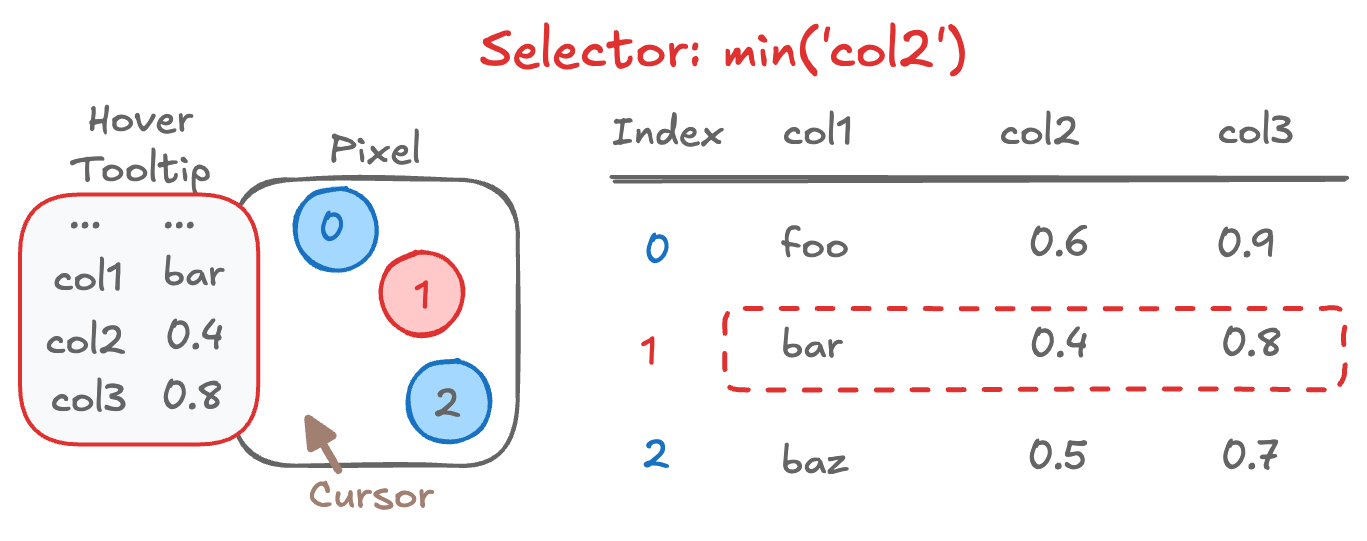 Selector: min('col2')
Hover
Tooltip
... ...
col1 bar
col2 0.4
col3 0.8
Pixel
0
1
2
Cursor
Index col1 col2 col3
0 foo 0.6 0.9
1 bar 0.4 0.8
2 baz 0.5 0.7